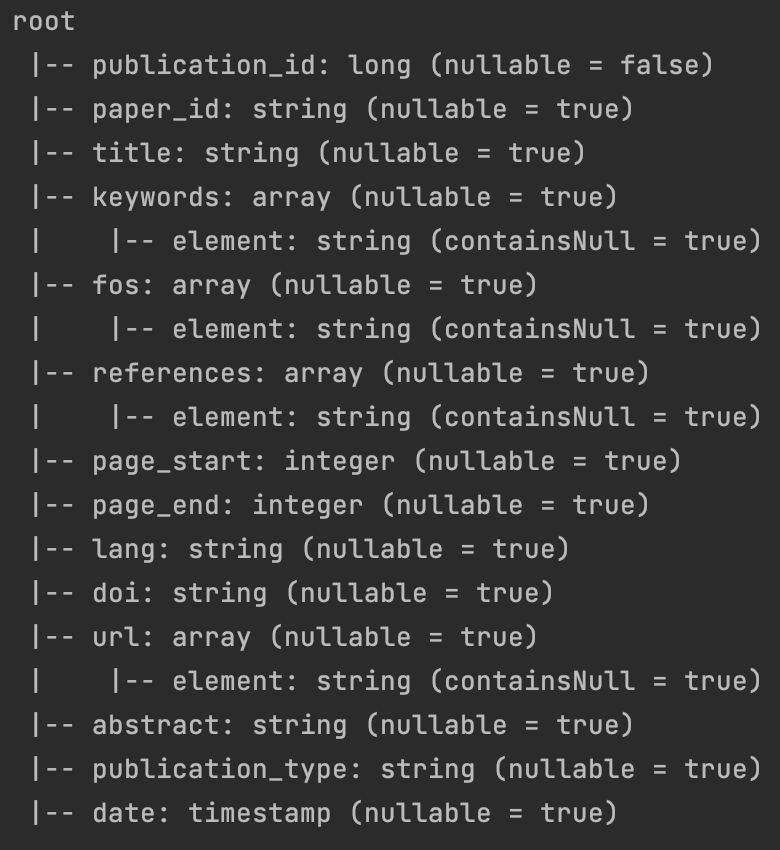 root
 |-- publication_id: long (nullable = false)
 |-- paper_id: string (nullable = true)
 |-- title: string (nullable = true)
 |-- keywords: array (nullable = true)
 |    |-- element: string (containsNull = true)
 |-- fos: array (nullable = true)
 |    |-- element: string (containsNull = true)
 |-- references: array (nullable = true)
 |    |-- element: string (containsNull = true)
 |-- page_start: integer (nullable = true)
 |-- page_end: integer (nullable = true)
 |-- lang: string (nullable = true)
 |-- doi: string (nullable = true)
 |-- url: array (nullable = true)
 |    |-- element: string (containsNull = true)
 |-- abstract: string (nullable = true)
 |-- publication_type: string (nullable = true)
 |-- date: timestamp (nullable = true)